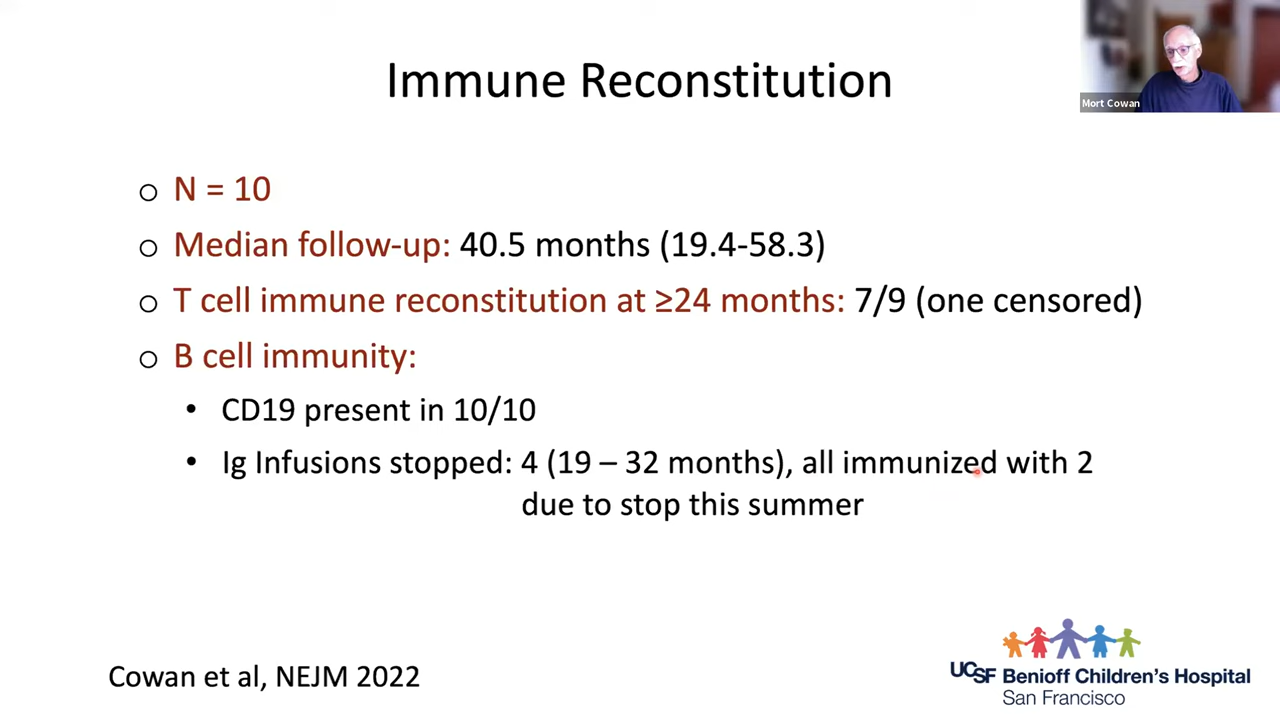 Immune Reconstitution
Mort Cowan
o N = 10
o Median follow-up: 40.5 months (19.4-58.3)
o T cell immune reconstitution at ≥24 months: 7/9 (one censored)
o B cell immunity:
• CD19 present in 10/10
• Ig Infusions stopped: 4 (19 – 32 months), all immunized with 2
due to stop this summer
Cowan et al, NEJM 2022
UCSF Benioff Children's Hospital
San Francisco